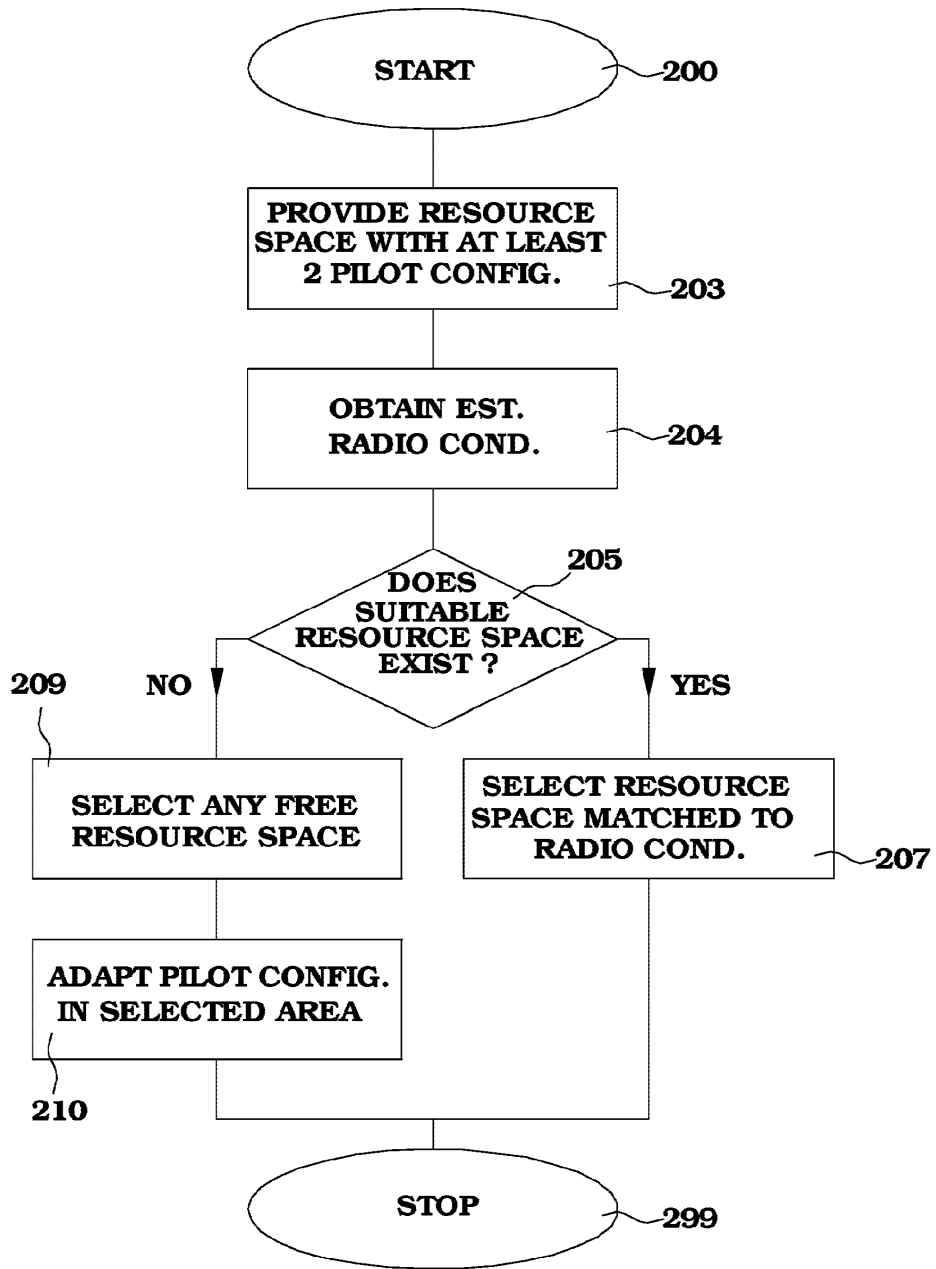 START
200
PROVIDE RESOURCE
SPACE WITH AT LEAST
2 PILOT CONFIG.
203
OBTAIN EST.
RADIO COND.
204
205
DOES
SUITABLE
RESOURCE SPACE
EXIST ?
NO
YES
209
SELECT ANY FREE
RESOURCE SPACE
SELECT RESOURCE
SPACE MATCHED TO
RADIO COND.
207
ADAPT PILOT CONFIG.
IN SELECTED AREA
210
STOP
299